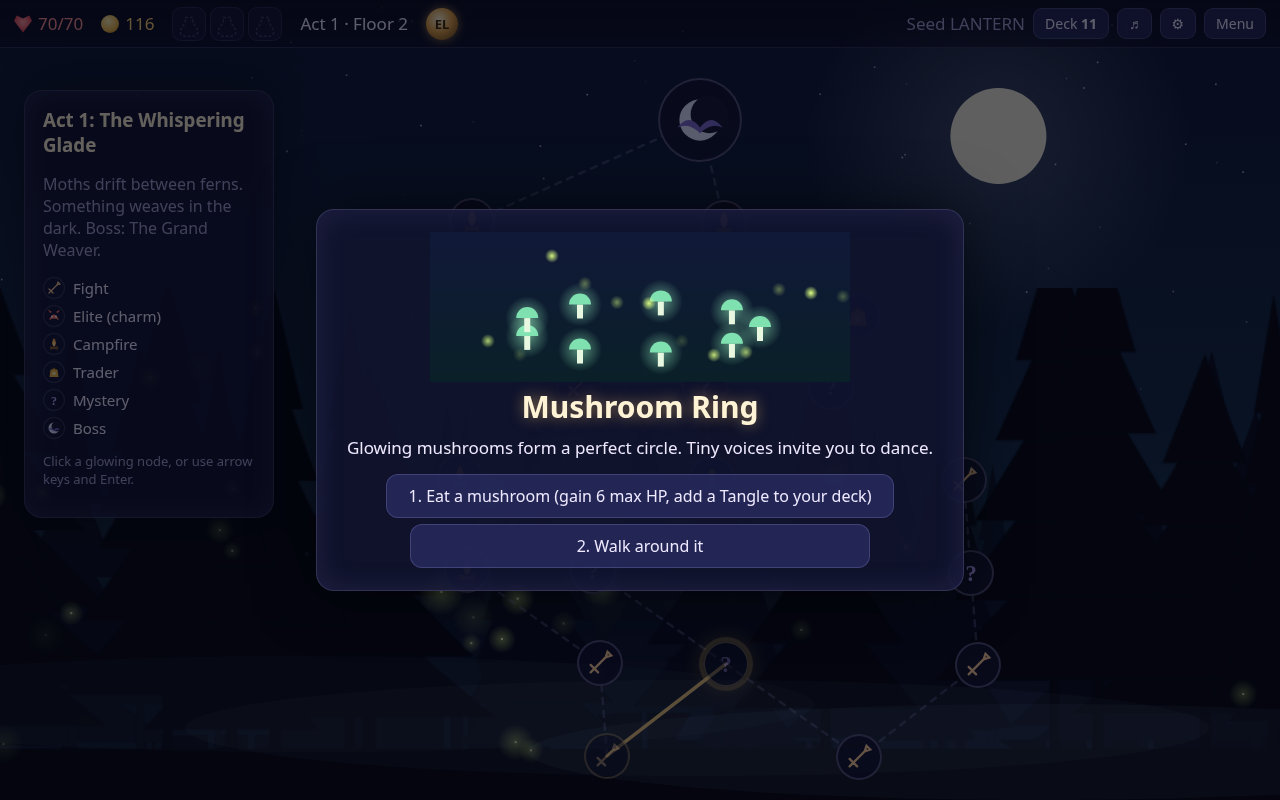 70/70
116
Act 1 · Floor 2
EL
Seed LANTERN
Deck 11
♬
⚙
Menu
Act 1: The Whispering
Glade
Moths drift between ferns.
Something weaves in the
dark. Boss: The Grand
Weaver.
Fight
Elite (charm)
Campfire
Trader
? Mystery
Boss
Click a glowing node, or use arrow
keys and Enter.
Mushroom Ring
Glowing mushrooms form a perfect circle. Tiny voices invite you to dance.
1. Eat a mushroom (gain 6 max HP, add a Tangle to your deck)
2. Walk around it
?
?